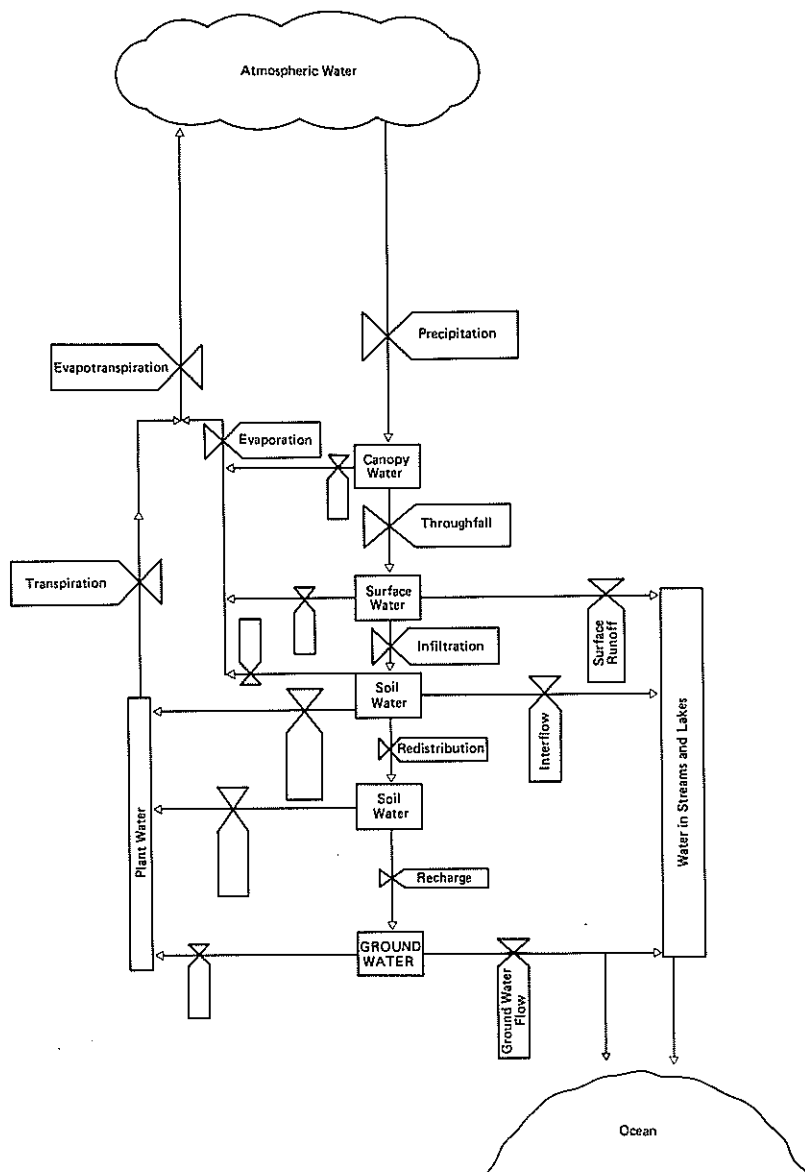 Atmospheric Water
Precipitation
Evapotranspiration
Evaporation
Canopy
Water
Throughfall
Transpiration
Surface
Water
Surface
Runoff
Infiltration
Soil
Water
Interflow
Redistribution
Soil
Water
Plant Water
Water in Streams and Lakes
Recharge
GROUND
WATER
Ground Water
Flow
Ocean